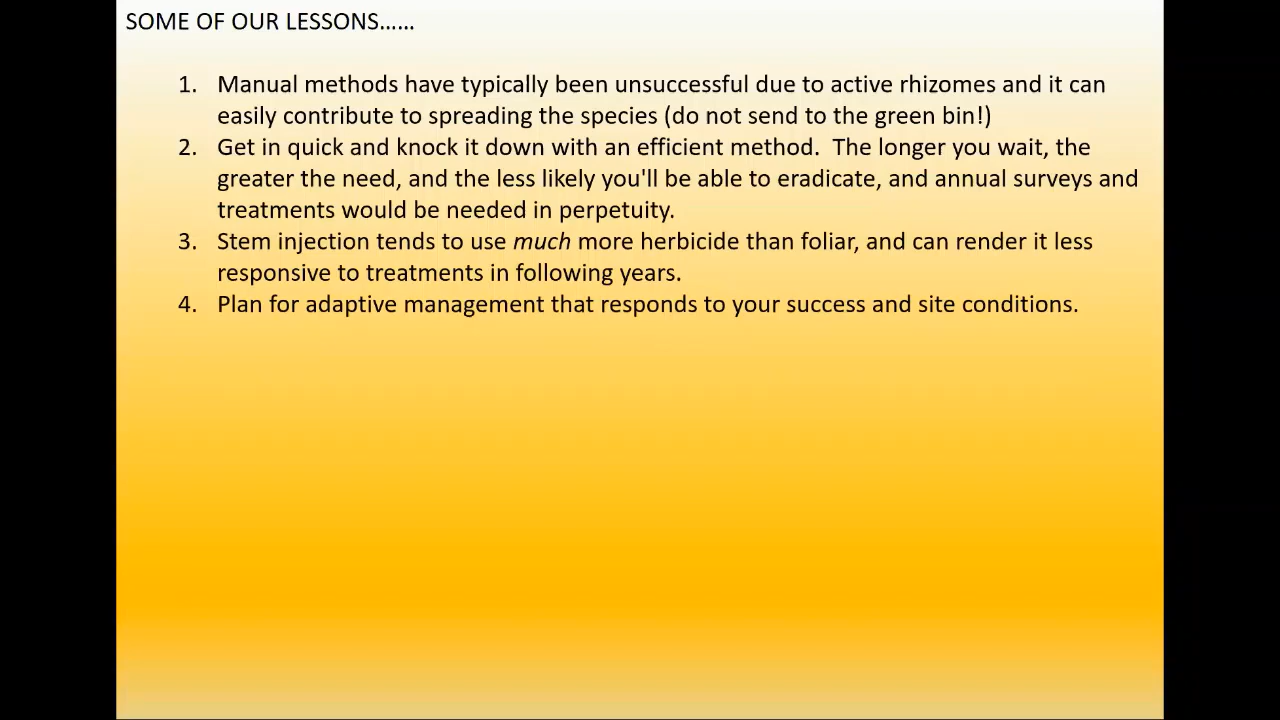 SOME OF OUR LESSONS......
1. Manual methods have typically been unsuccessful due to active rhizomes and it can
easily contribute to spreading the species (do not send to the green bin!)
2. Get in quick and knock it down with an efficient method.  The longer you wait, the
greater the need, and the less likely you'll be able to eradicate, and annual surveys and
treatments would be needed in perpetuity.
3. Stem injection tends to use much more herbicide than foliar, and can render it less
responsive to treatments in following years.
4. Plan for adaptive management that responds to your success and site conditions.